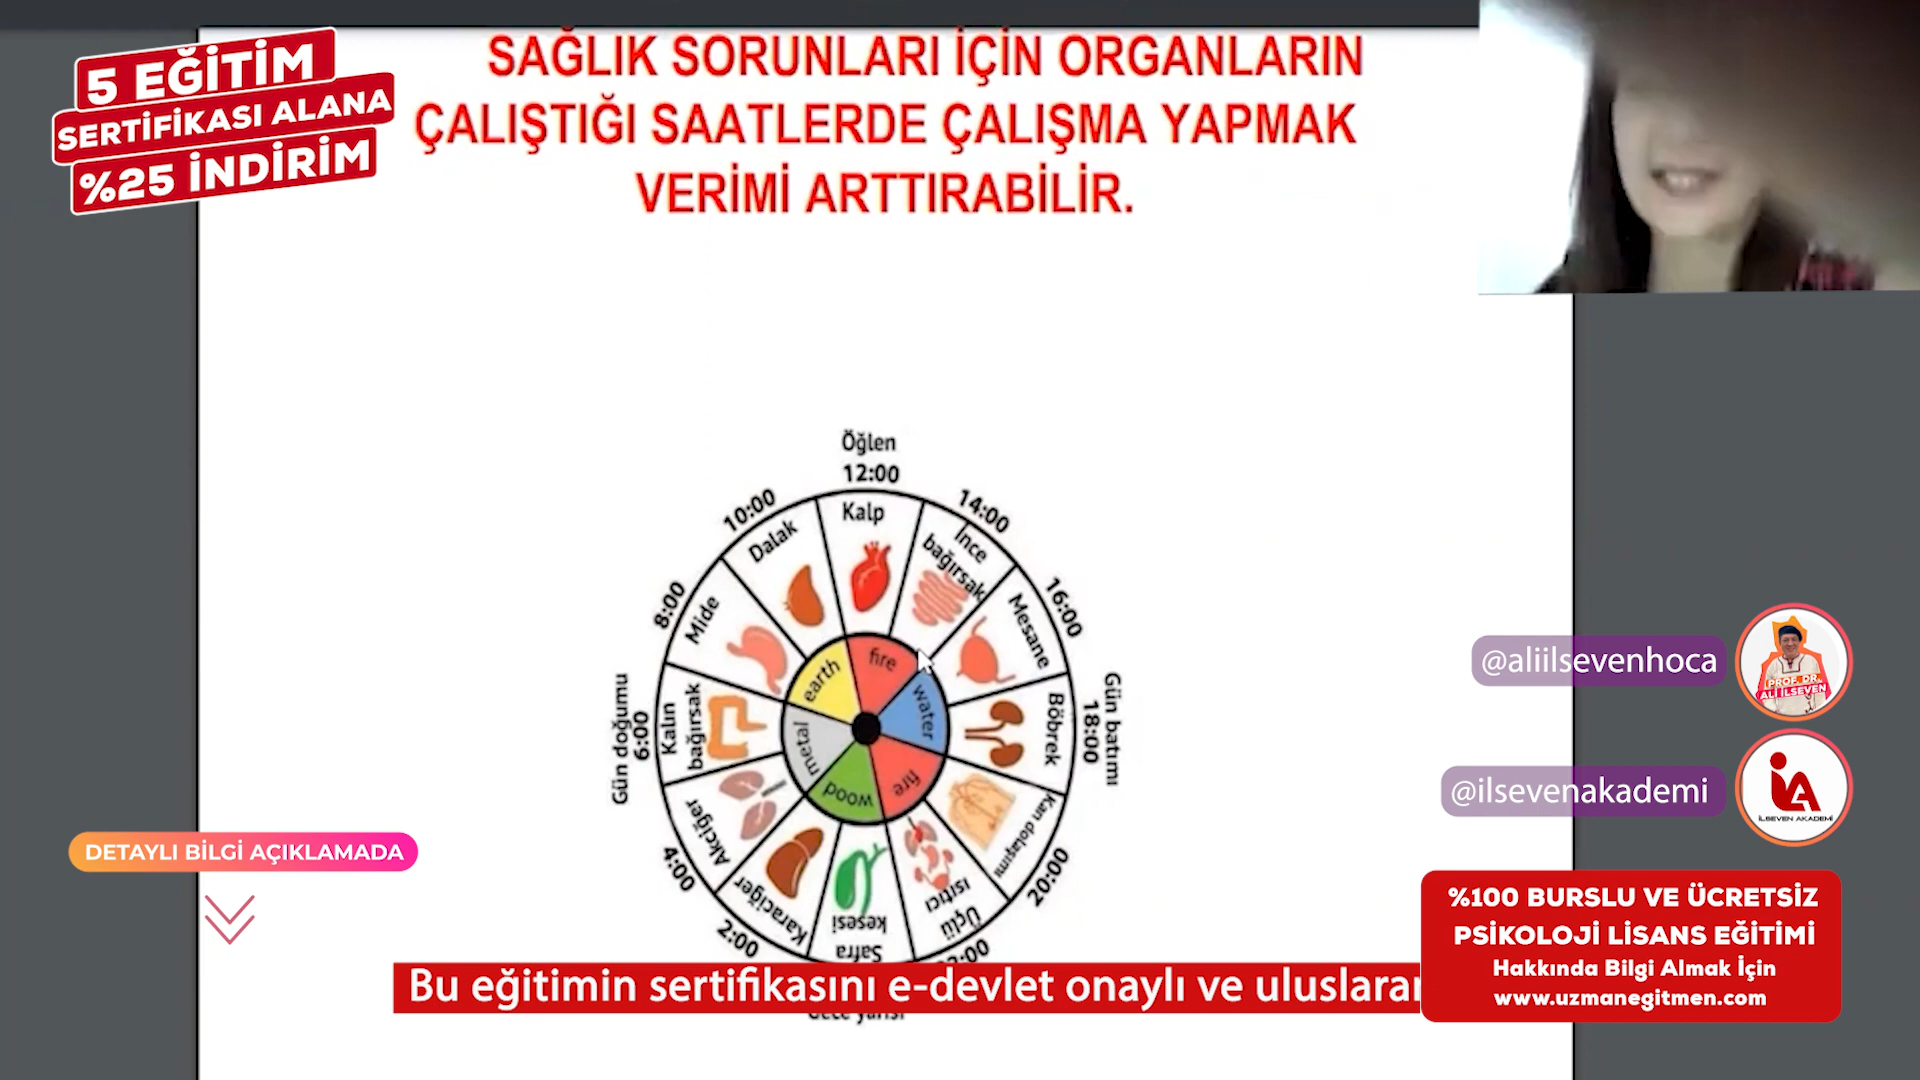 5 EĞİTİM
SERTİFİKASI ALANA
%25 İNDİRİM
SAĞLIK SORUNLARI İÇİN ORGANLARIN
ÇALIŞTIĞI SAATLERDE ÇALIŞMA YAPMAK
VERİMİ ARTTIRABİLİR.
Öğlen
12:00
Kalp
14:00
İnce
bağırsak
16:00
Mesane
Gün batımı
18:00
Böbrek
20:00
Kan dolaşımı
Üçlü
ısıtıcı
Safra
kesesi
2:00
Karaciğer
4:00
Akciğer
Gün doğumu
6:00
Kalın
bağırsak
8:00
Mide
10:00
Dalak
fire
water
fire
wood
metal
earth
Gece yarısı
@aliilsevenhoca
PROF. DR.
ALİ İLSEVEN
@ilsevenakademi
İLSEVEN AKADEMİ
DETAYLI BİLGİ AÇIKLAMADA
Bu eğitimin sertifikasını e-devlet onaylı ve
%100 BURSLU VE ÜCRETSİZ
PSİKOLOJİ LİSANS EĞİTİMİ
Hakkında Bilgi Almak İçin
www.uzmanegitmen.com